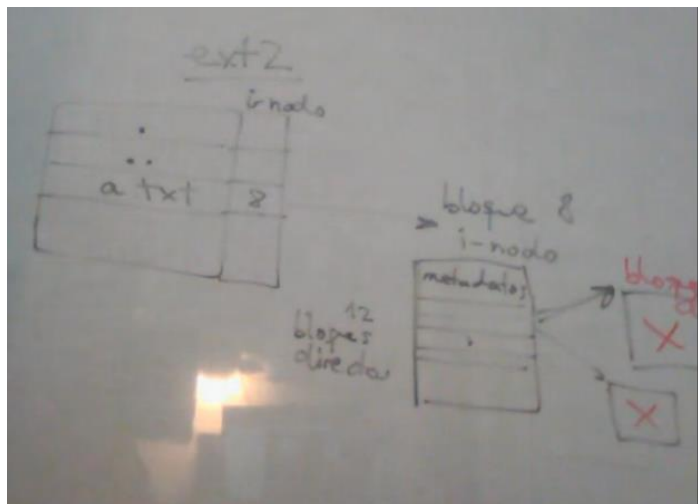 ext2
i-nodo
.
..
a txt 8
bloque 8
i-nodo
metadatos
12
bloques
directos
bloque
X
X